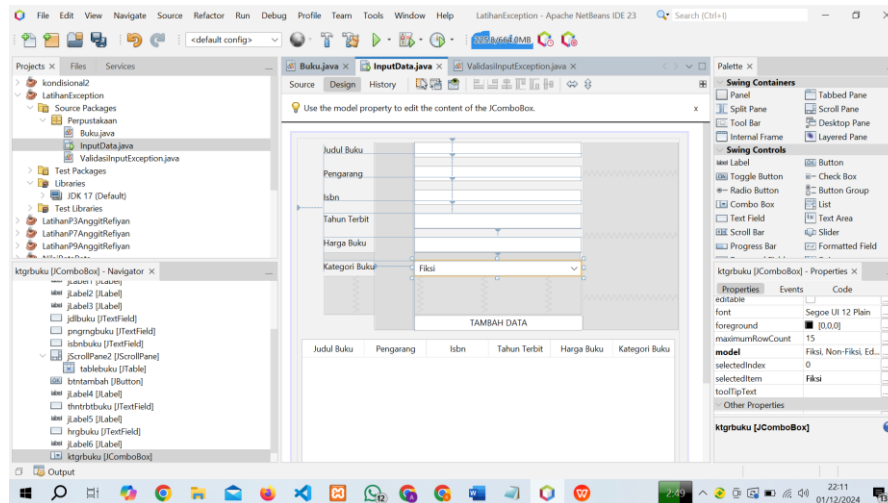 File Edit View Navigate Source Refactor Run Debug Profile Team Tools Window Help LatihanException - Apache NetBeans IDE 23 Search (Ctrl+I)
<default config>
Projects Files Services
kondisional2
LatihanException
Source Packages
Perpustakaan
Buku.java
InputData.java
ValidasiInputException.java
Test Packages
Libraries
JDK 17 (Default)
Test Libraries
LatihanP3AnggitRefiyan
LatihanP7AnggitRefiyan
LatihanP9AnggitRefiyan
ktgrbuku [JComboBox] - Navigator
jLabel2 [JLabel]
jLabel3 [JLabel]
jdlbuku [JTextField]
pngrngbuku [JTextField]
isbnbuku [JTextField]
jScrollPane2 [JScrollPane]
tablebuku [JTable]
btntambah [JButton]
jLabel4 [JLabel]
thntrbtbuku [JTextField]
jLabel5 [JLabel]
hrgbuku [JTextField]
jLabel6 [JLabel]
ktgrbuku [JComboBox]
Output
Buku.java InputData.java ValidasiInputException.java
Source Design History
Use the model property to edit the content of the JComboBox. x
Judul Buku
Pengarang
Isbn
Tahun Terbit
Harga Buku
Kategori Buku Fiksi
TAMBAH DATA
Judul Buku Pengarang Isbn Tahun Terbit Harga Buku Kategori Buku
Palette
Swing Containers
Panel Tabbed Pane
Split Pane Scroll Pane
Tool Bar Desktop Pane
Internal Frame Layered Pane
Swing Controls
label Label Button
Toggle Button Check Box
Radio Button Button Group
Combo Box List
Text Field Text Area
Scroll Bar Slider
Progress Bar Formatted Field
ktgrbuku [JComboBox] - Properties
Properties Events Code
editable
font Segoe UI 12 Plain
foreground [0,0,0]
maximumRowCount 15
model Fiksi, Non-Fiksi, Ed...
selectedIndex 0
selectedItem Fiksi
toolTipText
Other Properties
ktgrbuku [JComboBox]
2:49
22:11
01/12/2024